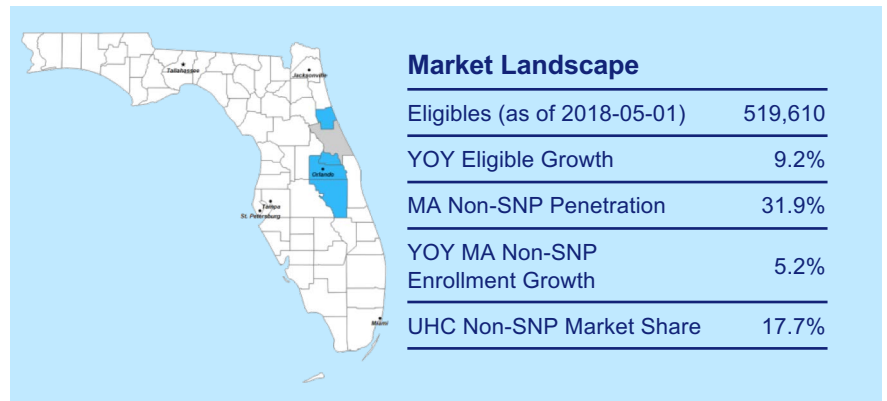 Tallahassee
Jacksonville
Orlando
Tampa
St. Petersburg
Miami
Market Landscape
Eligibles (as of 2018-05-01) 519,610
YOY Eligible Growth 9.2%
MA Non-SNP Penetration 31.9%
YOY MA Non-SNP
Enrollment Growth 5.2%
UHC Non-SNP Market Share 17.7%